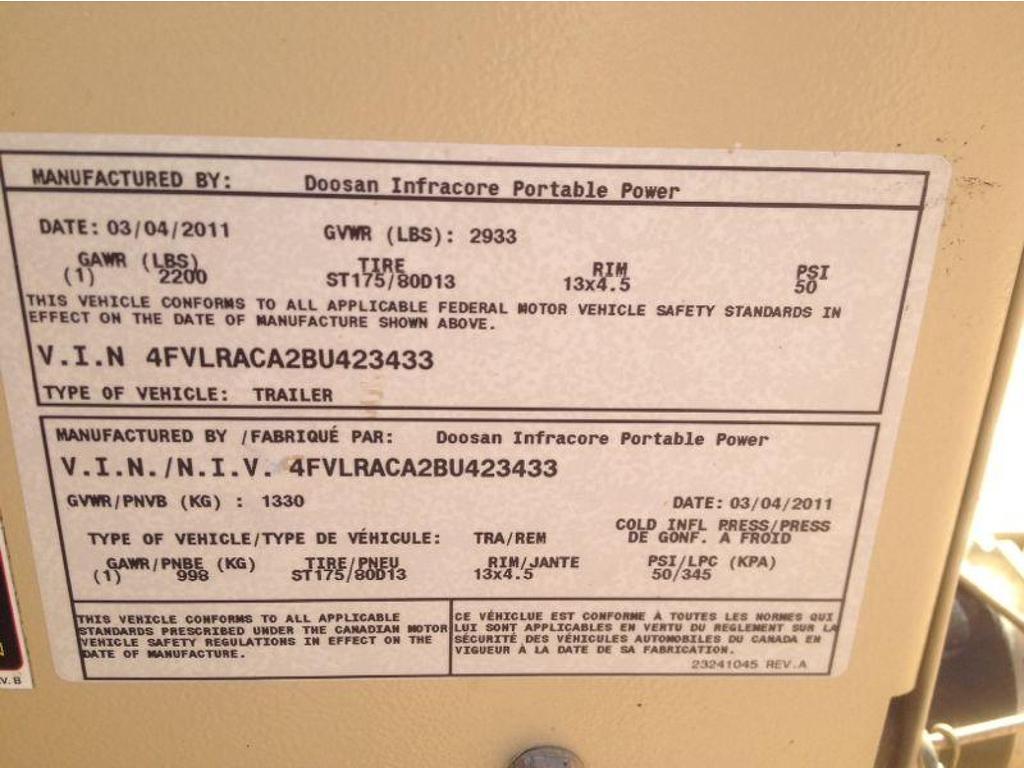 MANUFACTURED BY: Doosan Infracore Portable Power
DATE: 03/04/2011 GVWR (LBS): 2933
GAWR (LBS) TIRE RIM PSI
(1) 2200 ST175/80D13 13x4.5 50
THIS VEHICLE CONFORMS TO ALL APPLICABLE FEDERAL MOTOR VEHICLE SAFETY STANDARDS IN
EFFECT ON THE DATE OF MANUFACTURE SHOWN ABOVE.
V.I.N 4FVLRACA2BU423433
TYPE OF VEHICLE: TRAILER
MANUFACTURED BY /FABRIQUÉ PAR: Doosan Infracore Portable Power
V.I.N./N.I.V. 4FVLRACA2BU423433
GVWR/PNVB (KG) : 1330 DATE: 03/04/2011
COLD INFL PRESS/PRESS
TYPE OF VEHICLE/TYPE DE VÉHICULE: TRA/REM DE GONF. A FROID
GAWR/PNBE (KG) TIRE/PNEU RIM/JANTE PSI/LPC (KPA)
(1) 998 ST175/80D13 13x4.5 50/345
THIS VEHICLE CONFORMS TO ALL APPLICABLE
STANDARDS PRESCRIBED UNDER THE CANADIAN MOTOR
VEHICLE SAFETY REGULATIONS IN EFFECT ON THE
DATE OF MANUFACTURE.
CE VÉHICLUE EST CONFORME À TOUTES LES NORMES QUI
LUI SONT APPLICABLES EN VERTU DU REGLEMENT SUR LA
SÉCURITÉ DES VÉHICULES AUTOMOBILES DU CANADA EN
VIGUEUR À LA DATE DE SA FABRICATION.
23241045 REV.A
V. B